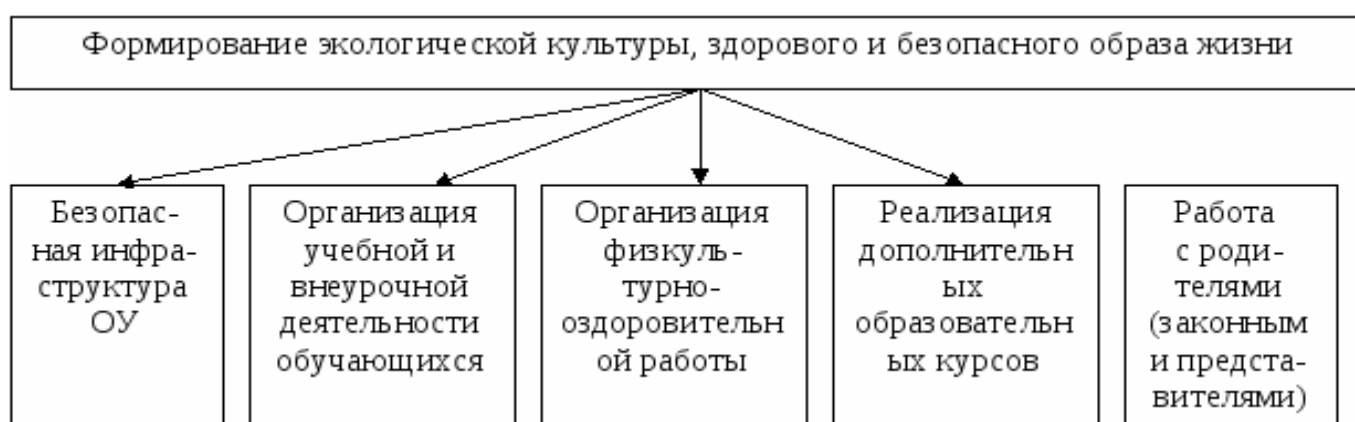 Формирование экологической культуры, здорового и безопасного образа жизни
Безопас-
ная инфра-
структура
ОУ
Организация
учебной и
внеурочной
деятельности
обучающихся
Организация
физкуль-
турно-
оздоровительн
ой работы
Реализация
дополнительн
ых
образовательн
ых курсов
Работа
с роди-
телями
(законным
и предста-
вителями)